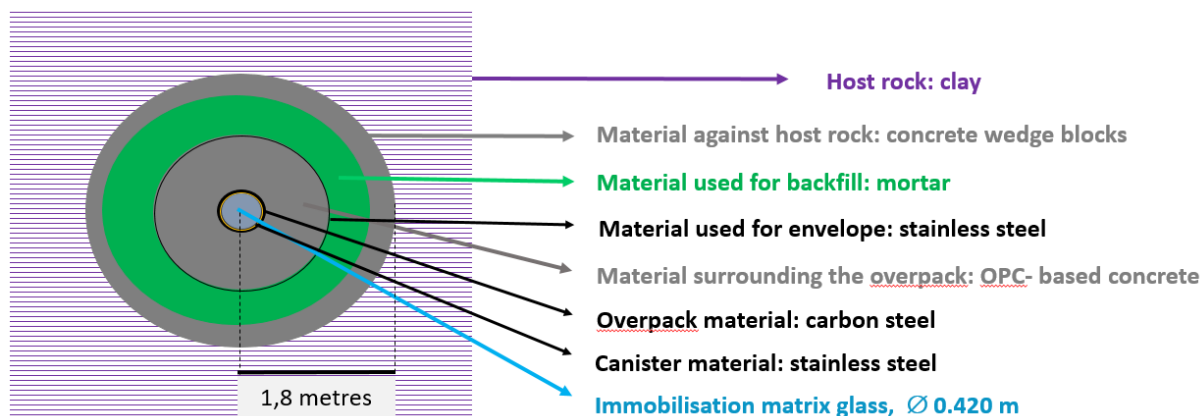 Host rock: clay
Material against host rock: concrete wedge blocks
Material used for backfill: mortar
Material used for envelope: stainless steel
Material surrounding the overpack: OPC- based concrete
Overpack material: carbon steel
Canister material: stainless steel
1,8 metres
Immobilisation matrix glass, ∅ 0.420 m